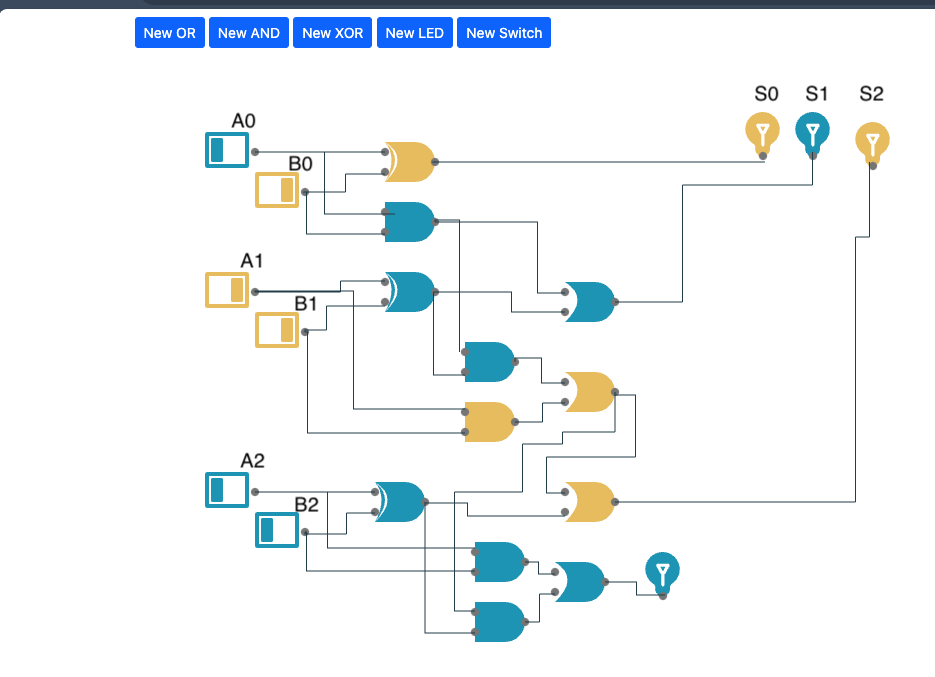 New OR New AND New XOR New LED New Switch
S0 S1 S2
A0
B0
A1
B1
A2
B2